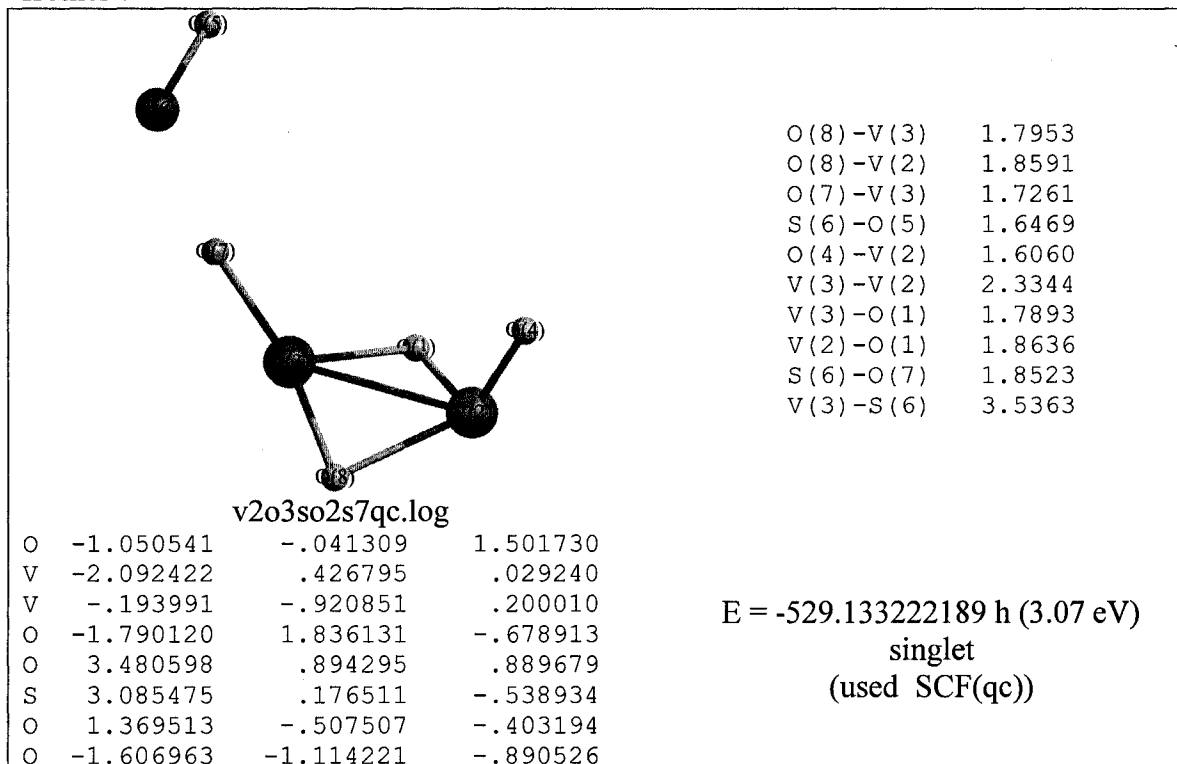 O(8)-V(3) 1.7953
O(8)-V(2) 1.8591
O(7)-V(3) 1.7261
S(6)-O(5) 1.6469
O(4)-V(2) 1.6060
V(3)-V(2) 2.3344
V(3)-O(1) 1.7893
V(2)-O(1) 1.8636
S(6)-O(7) 1.8523
V(3)-S(6) 3.5363
v2o3so2s7qc.log
O -1.050541 -.041309 1.501730
V -2.092422 .426795 .029240
V -.193991 -.920851 .200010
O -1.790120 1.836131 -.678913
O 3.480598 .894295 .889679
S 3.085475 .176511 -.538934
O 1.369513 -.507507 -.403194
O -1.606963 -1.114221 -.890526
E = -529.133222189 h (3.07 eV)
singlet
(used SCF(qc))